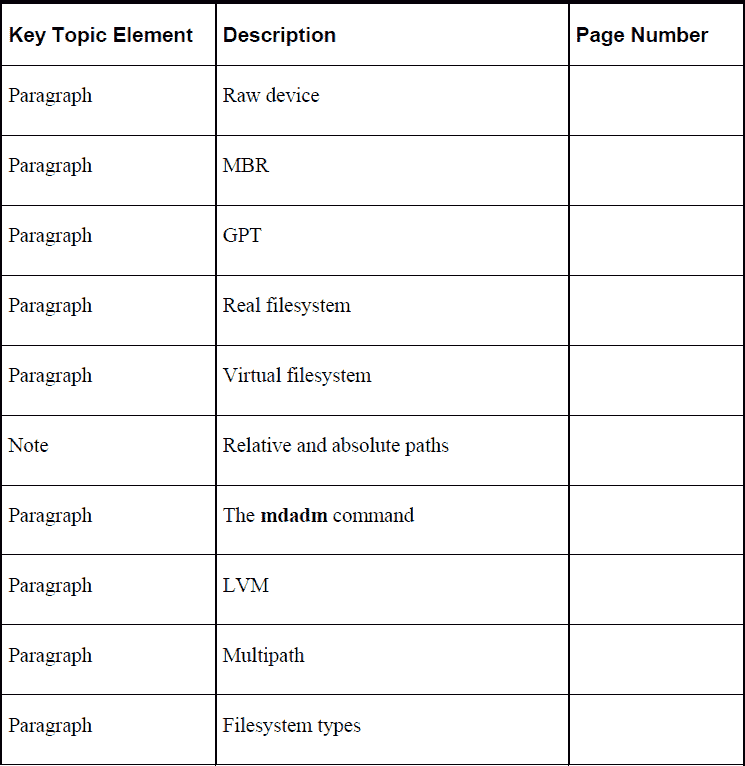 Key Topic Element Description Page Number
Paragraph Raw device
Paragraph MBR
Paragraph GPT
Paragraph Real filesystem
Paragraph Virtual filesystem
Note Relative and absolute paths
Paragraph The mdadm command
Paragraph LVM
Paragraph Multipath
Paragraph Filesystem types